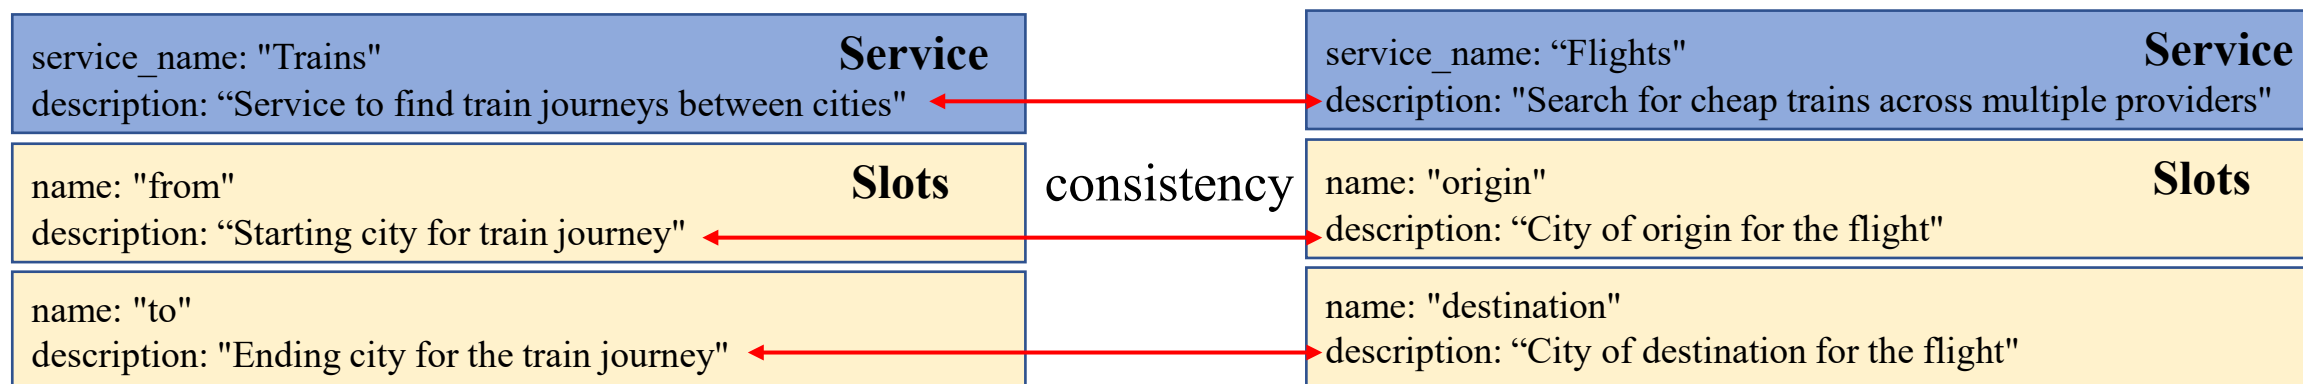 service_name: "Trains" Service
description: “Service to find train journeys between cities"
name: "from" Slots
description: “Starting city for train journey"
name: "to"
description: "Ending city for the train journey"
consistency
service_name: “Flights" Service
description: "Search for cheap trains across multiple providers"
name: "origin" Slots
description: “City of origin for the flight"
name: "destination"
description: “City of destination for the flight"